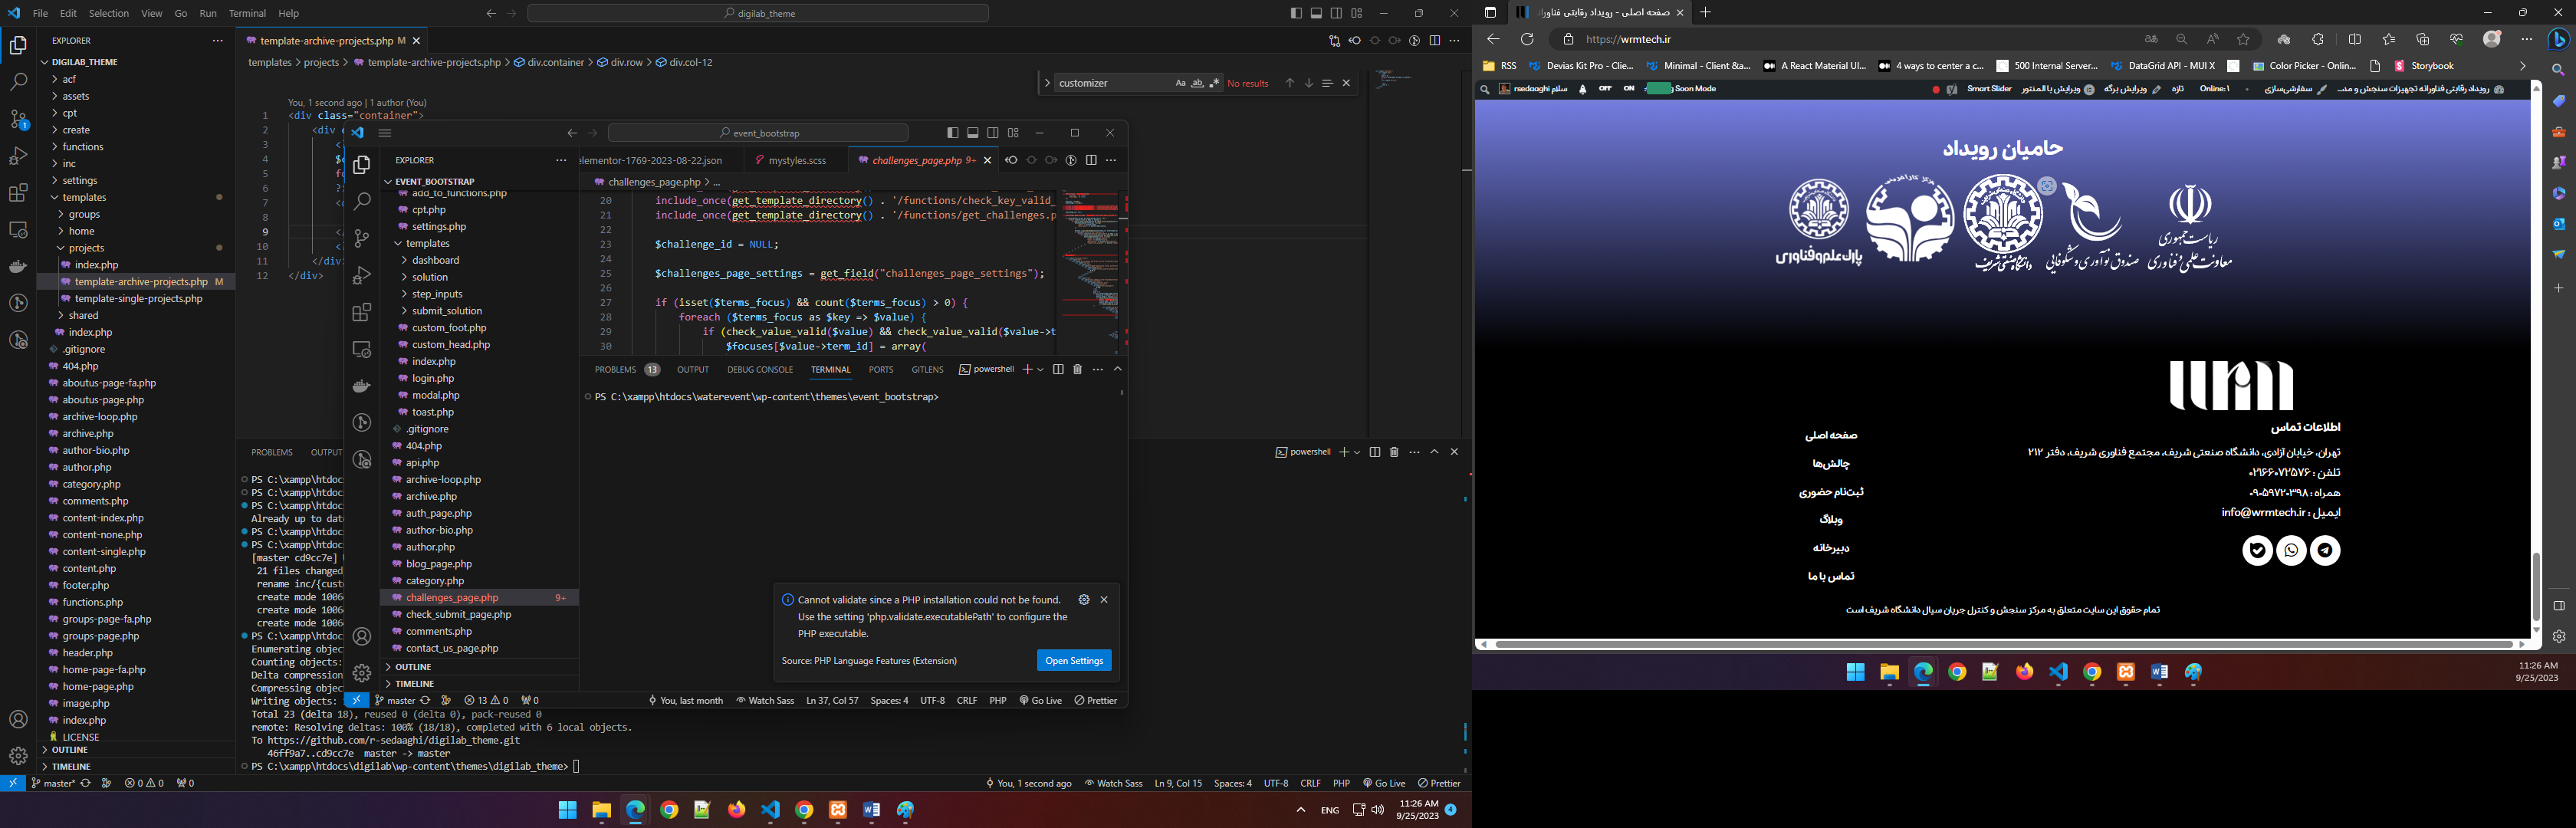 File Edit Selection View Go Run Terminal Help
digilab_theme
EXPLORER
DIGILAB_THEME
acf
assets
cpt
create
functions
inc
settings
templates
groups
home
projects
index.php
template-archive-projects.php M
template-single-projects.php
shared
index.php
.gitignore
404.php
aboutus-page-fa.php
aboutus-page.php
archive-loop.php
archive.php
author-bio.php
author.php
category.php
comments.php
content-index.php
content-none.php
content-single.php
content.php
footer.php
functions.php
groups-page-fa.php
groups-page.php
header.php
home-page-fa.php
home-page.php
image.php
index.php
LICENSE
OUTLINE
TIMELINE
template-archive-projects.php M
templates > projects > template-archive-projects.php > div.container > div.row > div.col-12
customizer Aa ab .* No results
You, 1 second ago | 1 author (You)
1 <div class="container">
2 <div c
3 <
4 $
5 fo
6 ?
7 <
8
9 </
10 <
11 </di
12 </div>
event_bootstrap
EXPLORER
EVENT_BOOTSTRAP
add_to_functions.php
cpt.php
settings.php
templates
dashboard
solution
step_inputs
submit_solution
custom_foot.php
custom_head.php
index.php
login.php
modal.php
toast.php
.gitignore
404.php
api.php
archive-loop.php
archive.php
auth_page.php
author-bio.php
author.php
blog_page.php
category.php
challenges_page.php 9+
check_submit_page.php
comments.php
contact_us_page.php
OUTLINE
TIMELINE
elementor-1769-2023-08-22.json mystyles.scss challenges_page.php 9+
challenges_page.php > ...
20 include_once(get_template_directory() . '/functions/check_key_valid_
21 include_once(get_template_directory() . '/functions/get_challenges.p
22
23 $challenge_id = NULL;
24
25 $challenges_page_settings = get_field("challenges_page_settings");
26
27 if (isset($terms_focus) && count($terms_focus) > 0) {
28 foreach ($terms_focus as $key => $value) {
29 if (check_value_valid($value) && check_value_valid($value->t
30 $focuses[$value->term_id] = array(
PROBLEMS 13 OUTPUT DEBUG CONSOLE TERMINAL PORTS GITLENS powershell
PS C:\xampp\htdocs\waterevent\wp-content\themes\event_bootstrap>
Cannot validate since a PHP installation could not be found.
Use the setting 'php.validate.executablePath' to configure the
PHP executable.
Source: PHP Language Features (Extension) Open Settings
master 13 0 0 You, last month Watch Sass Ln 37, Col 57 Spaces: 4 UTF-8 CRLF PHP Go Live Prettier
PROBLEMS OUTPUT powershell
PS C:\xampp\htdoc
PS C:\xampp\htdoc
PS C:\xampp\htdoc
Already up to dat
PS C:\xampp\htdoc
PS C:\xampp\htdoc
[master cd9cc7e]
21 files changed
rename inc/{custo
create mode 1006
create mode 1006
create mode 1006
PS C:\xampp\htdoc
Enumerating objec
Counting objects:
Delta compression
Compressing objec
Writing objects:
Total 23 (delta 18), reused 0 (delta 0), pack-reused 0
remote: Resolving deltas: 100% (18/18), completed with 6 local objects.
To https://github.com/r-sedaaghi/digilab_theme.git
46ff9a7..cd9cc7e master -> master
PS C:\xampp\htdocs\digilab\wp-content\themes\digilab_theme>
master* 0 0 0 You, 1 second ago Watch Sass Ln 9, Col 15 Spaces: 4 UTF-8 CRLF PHP Go Live Prettier
ENG 11:26 AM
9/25/2023 4
صفحه اصلی - رویداد رقابتی فناورانه
https://wrmtech.ir
RSS Devias Kit Pro - Clie... Minimal - Client &a... A React Material UI... 4 ways to center a c... 500 Internal Server... DataGrid API - MUI X Color Picker - Onlin... Storybook
رویداد رقابتی فناورانه تجهیزات سنجش و مدیـ سفارشی‌سازی Online: 1 تازه ویرایش برگه ویرایش با المنتور Smart Slider
Soon Mode ON OFF سلام rsedaaghi
حامیان رویداد
ریاست جمهوری
معاونت علمی فناوری
صندوق نوآوری و شکوفایی
دانشگاه صنعتی شریف
پارک علم و فناوری
اطلاعات تماس
تهران، خیابان آزادی، دانشگاه صنعتی شریف، مجتمع فناوری شریف، دفتر ۲۱۲
تلفن : ۰۲۱۶۶۰۷۲۵۷۶
همراه : ۰۹۰۵۹۷۲۰۳۹۸
ایمیل : info@wrmtech.ir
صفحه اصلی
چالش‌ها
ثبت‌نام حضوری
وبلاگ
دبیرخانه
تماس با ما
تمام حقوق این سایت متعلق به مرکز سنجش و کنترل جریان سیال دانشگاه شریف است
11:26 AM
9/25/2023